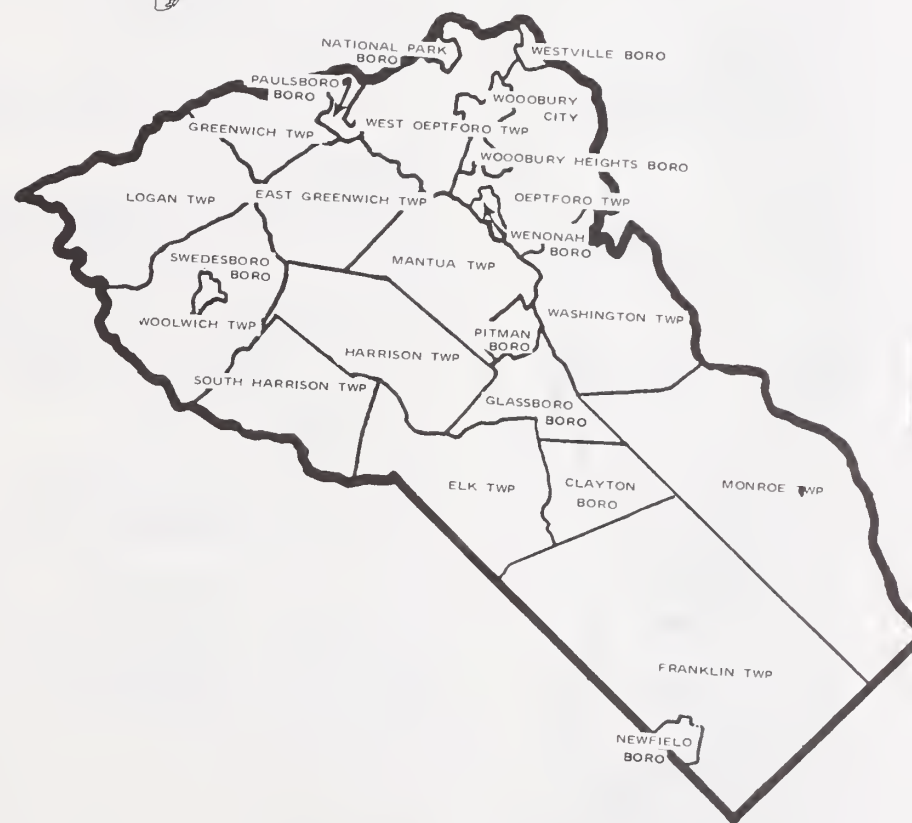 NATIONAL PARK
BORO
WESTVILLE BORO
PAULSBORO
BORO
WOOOBURY
CITY
GREENWICH TWP
WEST OEPTFORO TWP
WOOOBURY HEIGHTS BORO
LOGAN TWP
EAST GREENWICH TWP
OEPTFORO TWP
WENONAH
BORO
SWEDESBORO
BORO
MANTUA TWP
WOOLWICH TWP
WASHINGTON TWP
PITMAN
BORO
HARRISON TWP
SOUTH HARRISON TWP
GLASSBORO
BORO
ELK TWP
CLAYTON
BORO
MONROE TWP
FRANKLIN TWP
NEWFIELO
BORO